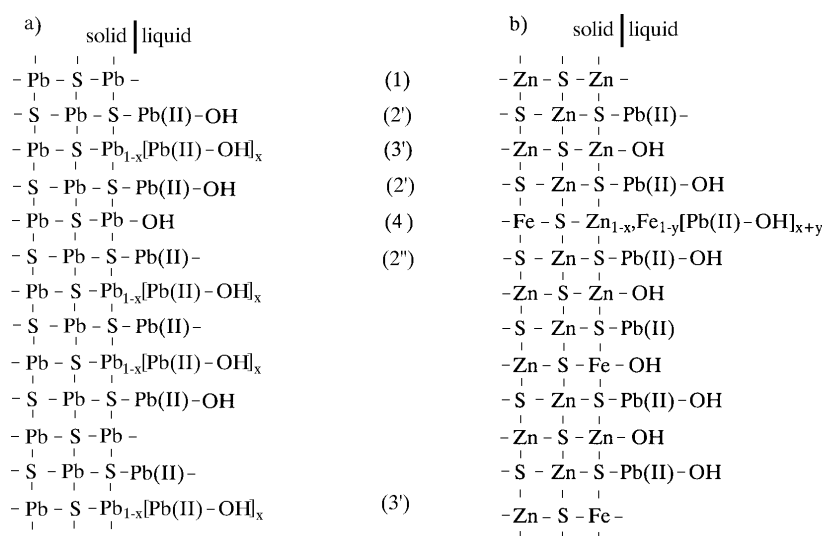 a)
solid | liquid
– Pb – S – Pb –
– S – Pb – S – Pb(II) – OH
– Pb – S – Pb1-x[Pb(II) – OH]x
– S – Pb – S – Pb(II) – OH
– Pb – S – Pb – OH
– S – Pb – S – Pb(II) –
– Pb – S – Pb1-x[Pb(II) – OH]x
– S – Pb – S – Pb(II) –
– Pb – S – Pb1-x[Pb(II) – OH]x
– S – Pb – S – Pb(II) – OH
– Pb – S – Pb –
– S – Pb – S – Pb(II) –
– Pb – S – Pb1-x[Pb(II) – OH]x
(1)
(2')
(3')
(2')
(4)
(2'')
(3')
b)
solid | liquid
– Zn – S – Zn –
– S – Zn – S – Pb(II) –
– Zn – S – Zn – OH
– S – Zn – S – Pb(II) – OH
– Fe – S – Zn1-x,Fe1-y[Pb(II) – OH]x+y
– S – Zn – S – Pb(II) – OH
– Zn – S – Zn – OH
– S – Zn – S – Pb(II)
– Zn – S – Fe – OH
– S – Zn – S – Pb(II) – OH
– Zn – S – Zn – OH
– S – Zn – S – Pb(II) – OH
– Zn – S – Fe –